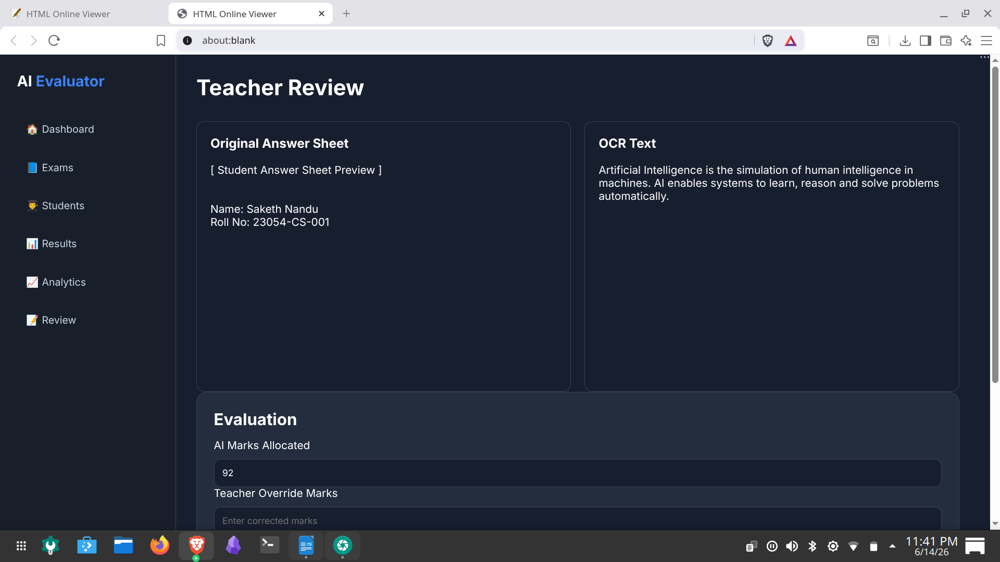 HTML Online Viewer
HTML Online Viewer
about:blank
```
AI Evaluator
Dashboard
Exams
Students
Results
Analytics
Review
Teacher Review
Original Answer Sheet
[ Student Answer Sheet Preview ]
Name: Saketh Nandu
Roll No: 23054-CS-001
OCR Text
Artificial Intelligence is the simulation of human intelligence in
machines. AI enables systems to learn, reason and solve problems
automatically.
Evaluation
AI Marks Allocated
92
Teacher Override Marks
Enter corrected marks
11:41 PM
6/14/26